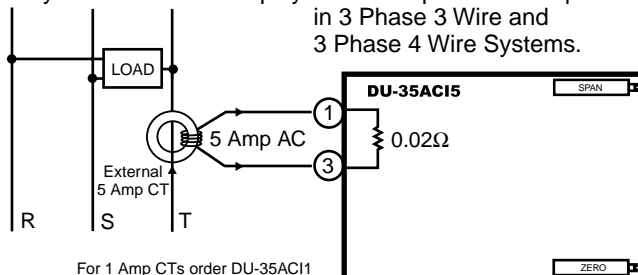 in 3 Phase 3 Wire and
3 Phase 4 Wire Systems.
LOAD
DU-35ACI5
SPAN
1
5 Amp AC
0.02Ω
3
External
5 Amp CT
R
S
T
For 1 Amp CTs order DU-35ACI1
ZERO